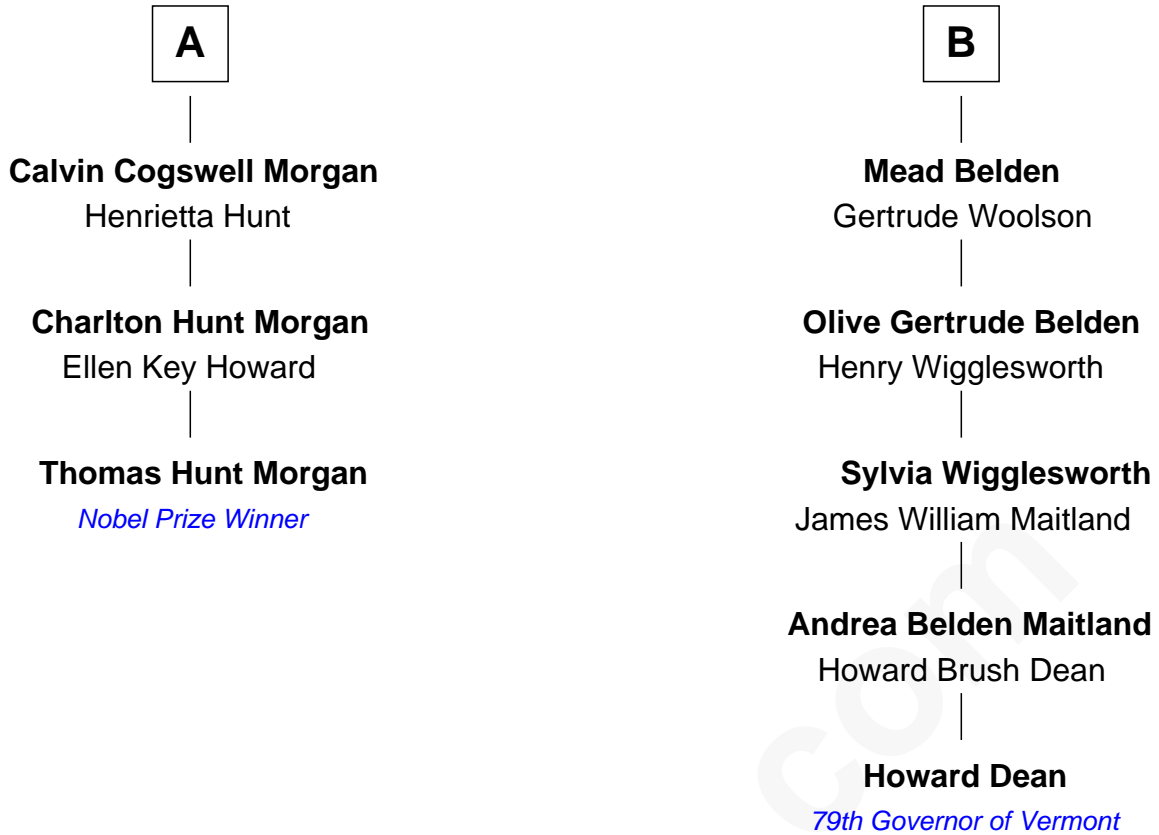 A
Calvin Cogswell Morgan
Henrietta Hunt
Charlton Hunt Morgan
Ellen Key Howard
Thomas Hunt Morgan
Nobel Prize Winner
B
Mead Belden
Gertrude Woolson
Olive Gertrude Belden
Henry Wigglesworth
Sylvia Wigglesworth
James William Maitland
Andrea Belden Maitland
Howard Brush Dean
Howard Dean
79th Governor of Vermont
com